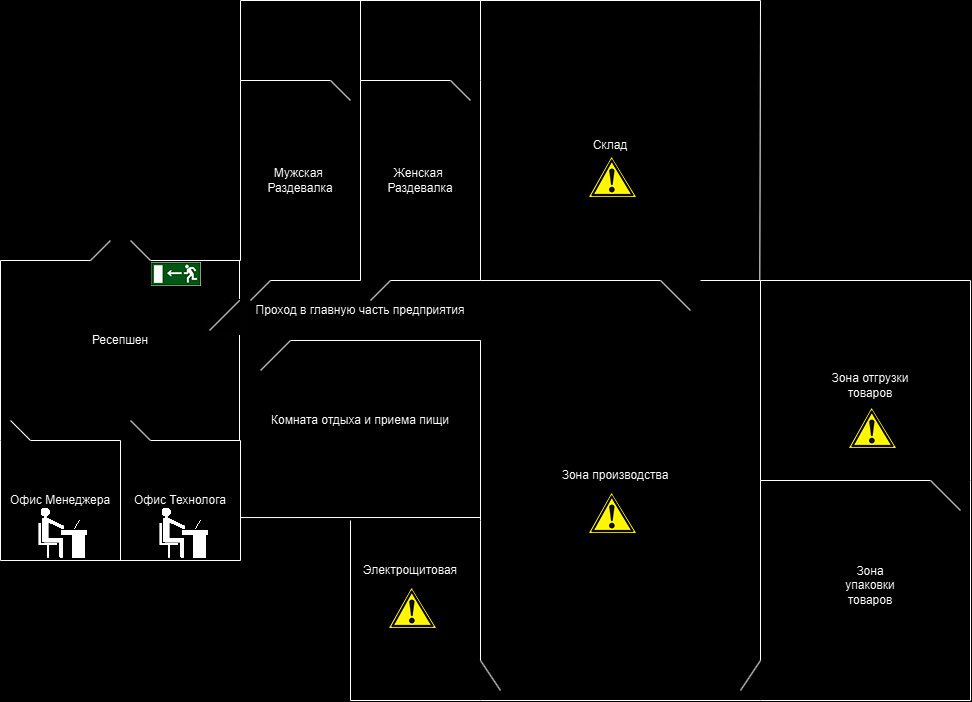 Склад
Мужская
Раздевалка
Женская
Раздевалка
Проход в главную часть предприятия
Ресепшен
Зона отгрузки
товаров
Комната отдыха и приема пищи
Зона производства
Офис Менеджера
Офис Технолога
Электрощитовая
Зона
упаковки
товаров